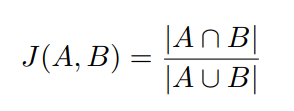 J(A, B) = |A ∩ B| / |A ∪ B|